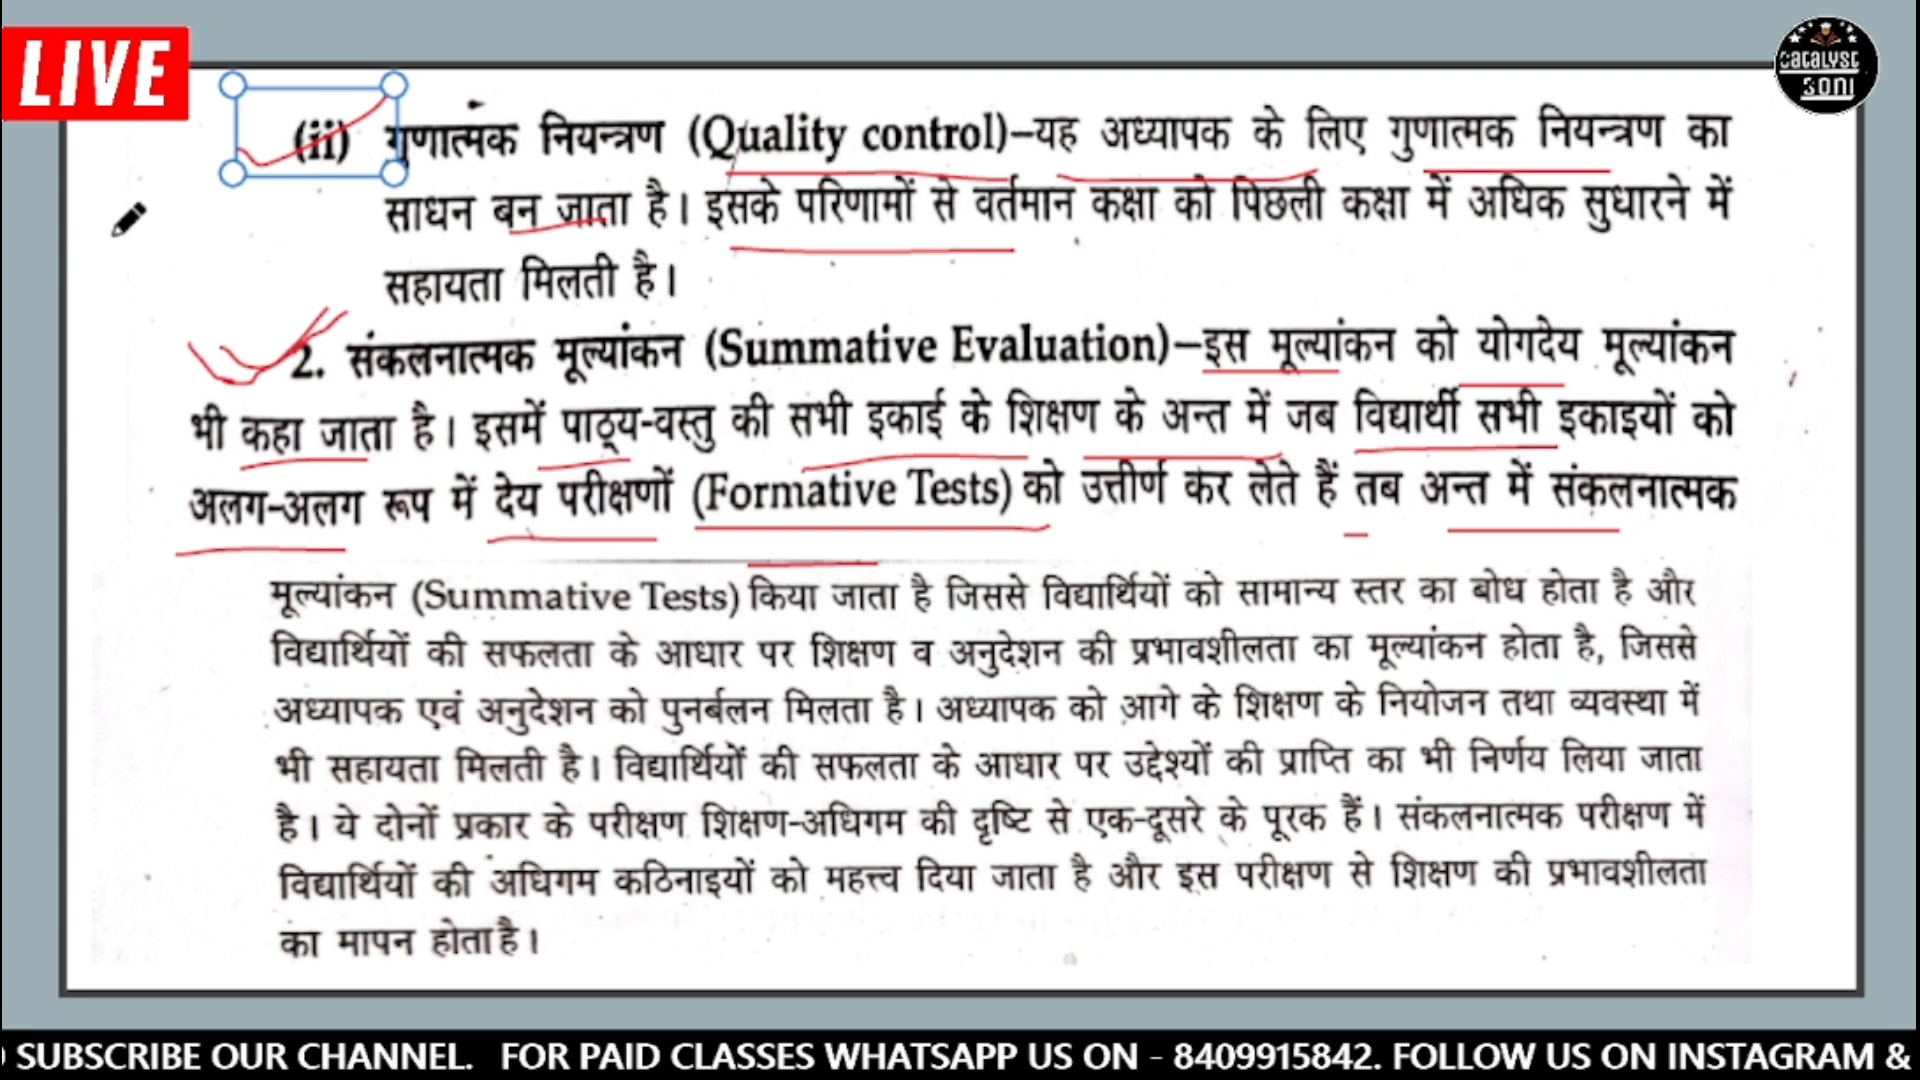 LIVE
CATALYST
SONI
(ii) गुणात्मक नियन्त्रण (Quality control)–यह अध्यापक के लिए गुणात्मक नियन्त्रण का
साधन बन जाता है। इसके परिणामों से वर्तमान कक्षा को पिछली कक्षा में अधिक सुधारने में
सहायता मिलती है।
2. संकलनात्मक मूल्यांकन (Summative Evaluation)–इस मूल्यांकन को योगदेय मूल्यांकन
भी कहा जाता है। इसमें पाठ्य-वस्तु की सभी इकाई के शिक्षण के अन्त में जब विद्यार्थी सभी इकाइयों को
अलग-अलग रूप में देय परीक्षणों (Formative Tests) को उत्तीर्ण कर लेते हैं तब अन्त में संकलनात्मक
मूल्यांकन (Summative Tests) किया जाता है जिससे विद्यार्थियों को सामान्य स्तर का बोध होता है और
विद्यार्थियों की सफलता के आधार पर शिक्षण व अनुदेशन की प्रभावशीलता का मूल्यांकन होता है, जिससे
अध्यापक एवं अनुदेशन को पुनर्बलन मिलता है। अध्यापक को आगे के शिक्षण के नियोजन तथा व्यवस्था में
भी सहायता मिलती है। विद्यार्थियों की सफलता के आधार पर उद्देश्यों की प्राप्ति का भी निर्णय लिया जाता
है। ये दोनों प्रकार के परीक्षण शिक्षण-अधिगम की दृष्टि से एक-दूसरे के पूरक हैं। संकलनात्मक परीक्षण में
विद्यार्थियों की अधिगम कठिनाइयों को महत्त्व दिया जाता है और इस परीक्षण से शिक्षण की प्रभावशीलता
का मापन होता है।
SUBSCRIBE OUR CHANNEL. FOR PAID CLASSES WHATSAPP US ON - 8409915842. FOLLOW US ON INSTAGRAM &